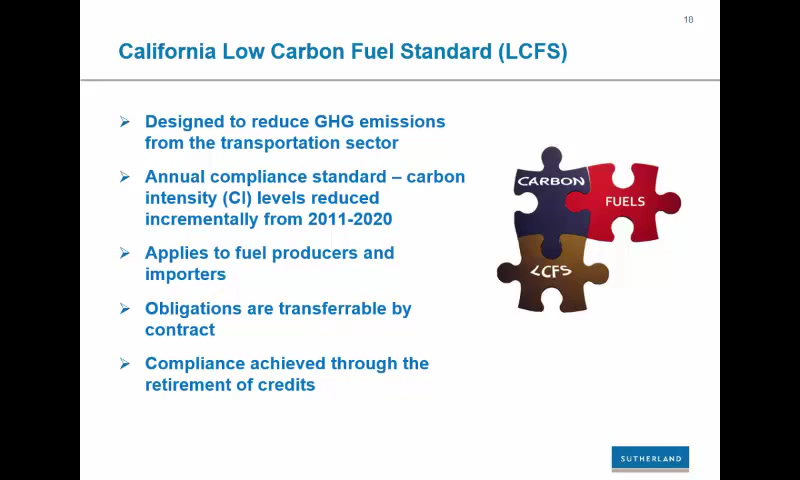 18
California Low Carbon Fuel Standard (LCFS)
Designed to reduce GHG emissions
from the transportation sector
Annual compliance standard – carbon
intensity (CI) levels reduced
incrementally from 2011-2020
Applies to fuel producers and
importers
Obligations are transferrable by
contract
Compliance achieved through the
retirement of credits
CARBON
FUELS
LCFS
SUTHERLAND